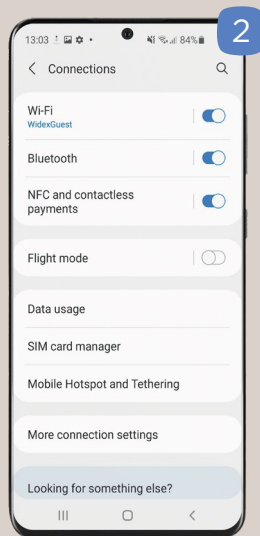 2
13:03 84%
Connections
Wi-Fi
WidexGuest
Bluetooth
NFC and contactless
payments
Flight mode
Data usage
SIM card manager
Mobile Hotspot and Tethering
More connection settings
Looking for something else?